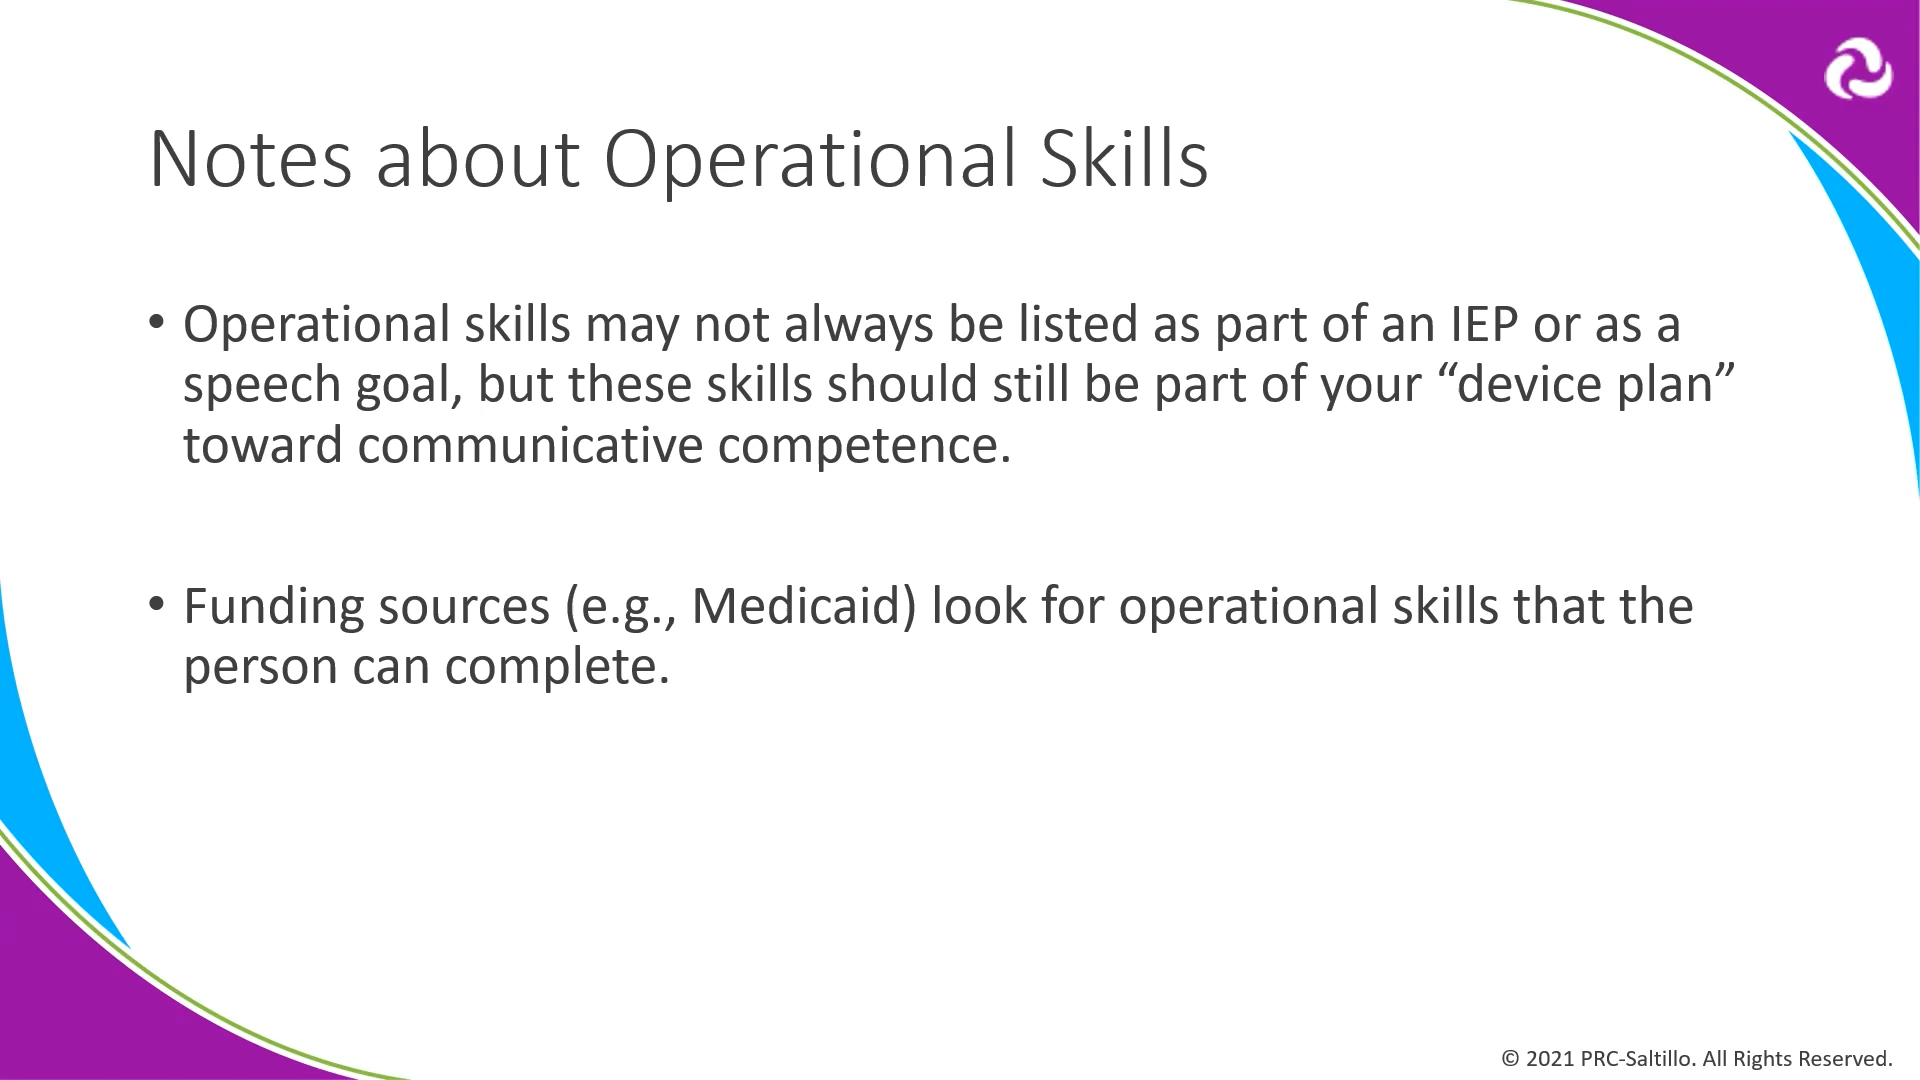 Notes about Operational Skills
• Operational skills may not always be listed as part of an IEP or as a
speech goal, but these skills should still be part of your “device plan”
toward communicative competence.
• Funding sources (e.g., Medicaid) look for operational skills that the
person can complete.
© 2021 PRC-Saltillo. All Rights Reserved.